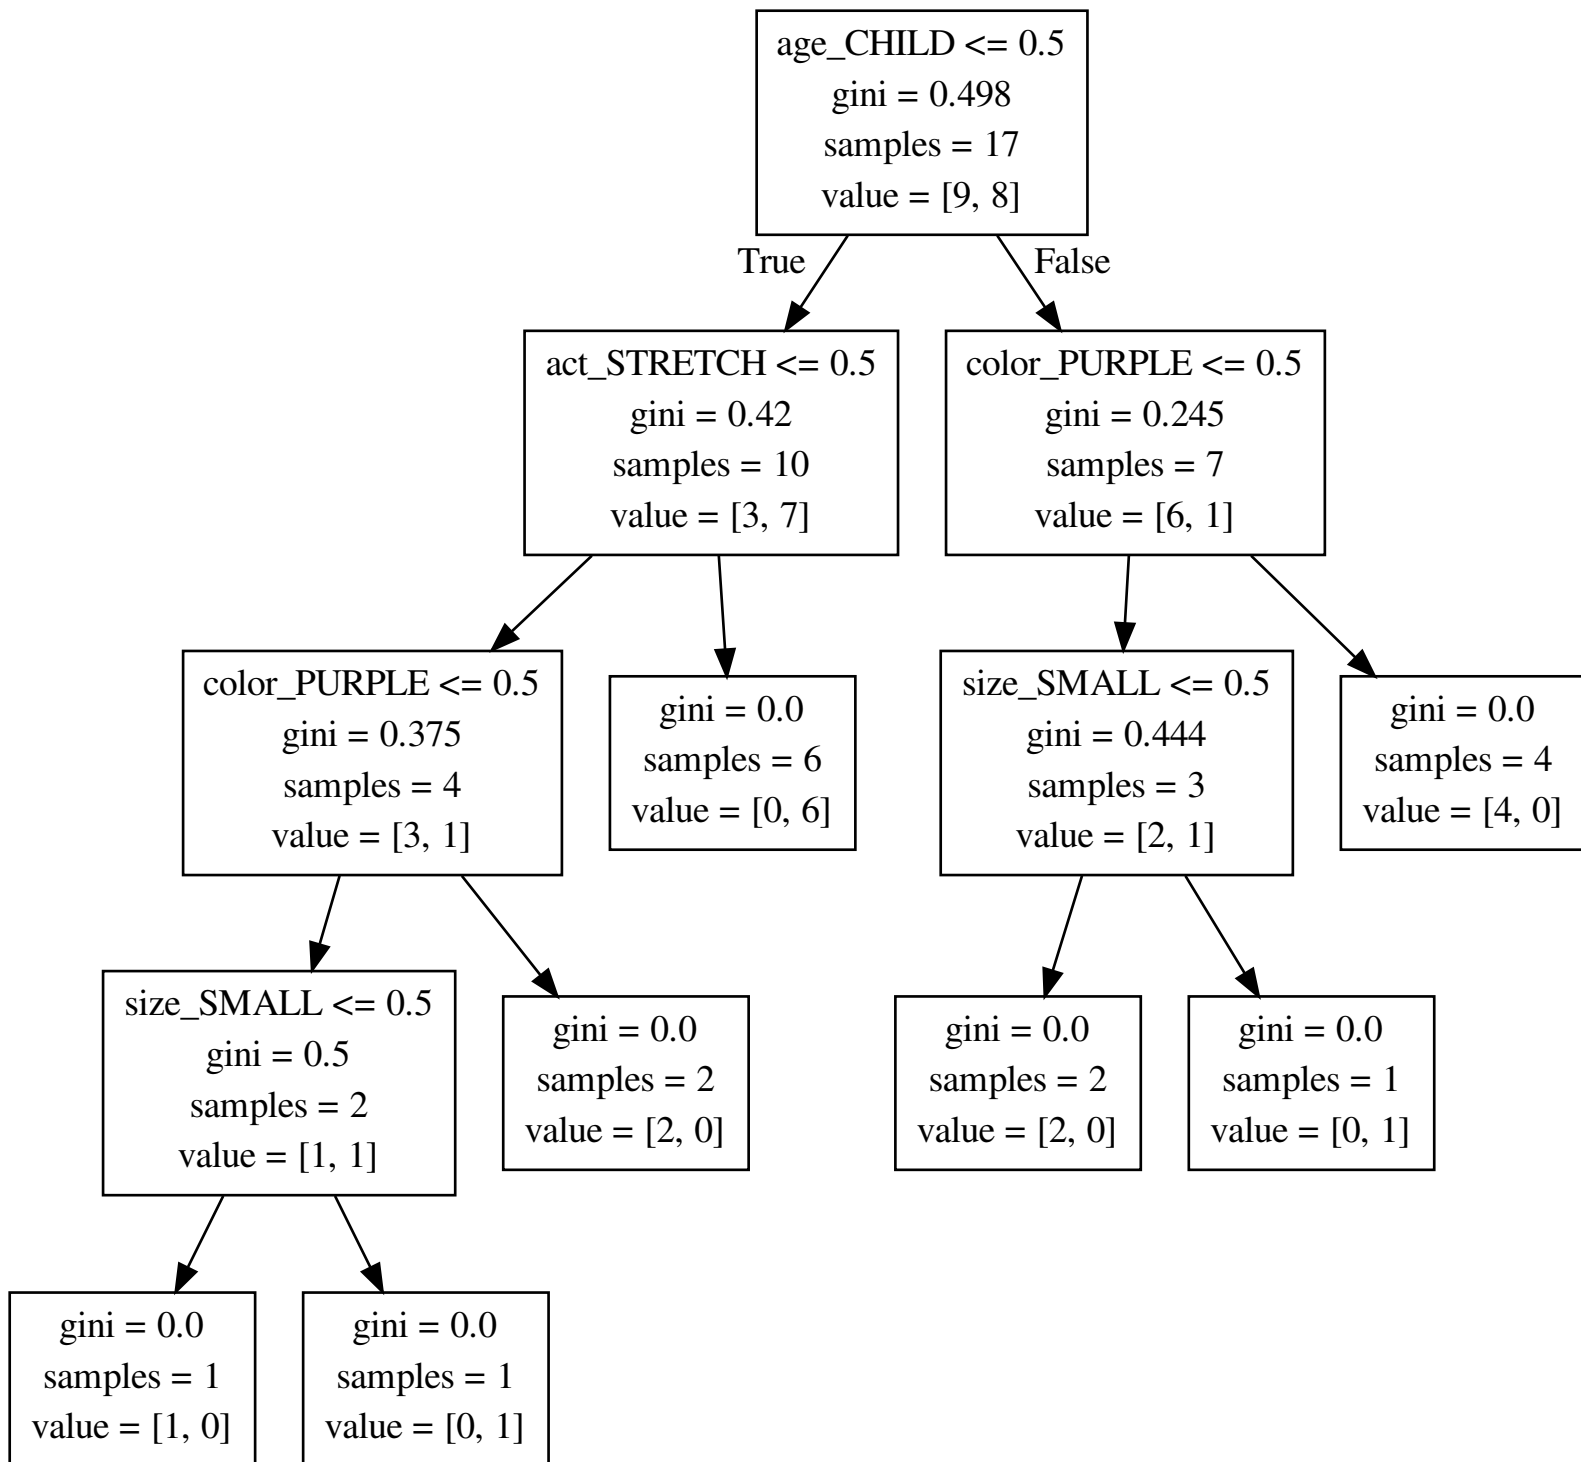 age_CHILD <= 0.5
gini = 0.498
samples = 17
value = [9, 8]
True
False
act_STRETCH <= 0.5
gini = 0.42
samples = 10
value = [3, 7]
color_PURPLE <= 0.5
gini = 0.245
samples = 7
value = [6, 1]
color_PURPLE <= 0.5
gini = 0.375
samples = 4
value = [3, 1]
gini = 0.0
samples = 6
value = [0, 6]
size_SMALL <= 0.5
gini = 0.444
samples = 3
value = [2, 1]
gini = 0.0
samples = 4
value = [4, 0]
size_SMALL <= 0.5
gini = 0.5
samples = 2
value = [1, 1]
gini = 0.0
samples = 2
value = [2, 0]
gini = 0.0
samples = 2
value = [2, 0]
gini = 0.0
samples = 1
value = [0, 1]
gini = 0.0
samples = 1
value = [1, 0]
gini = 0.0
samples = 1
value = [0, 1]